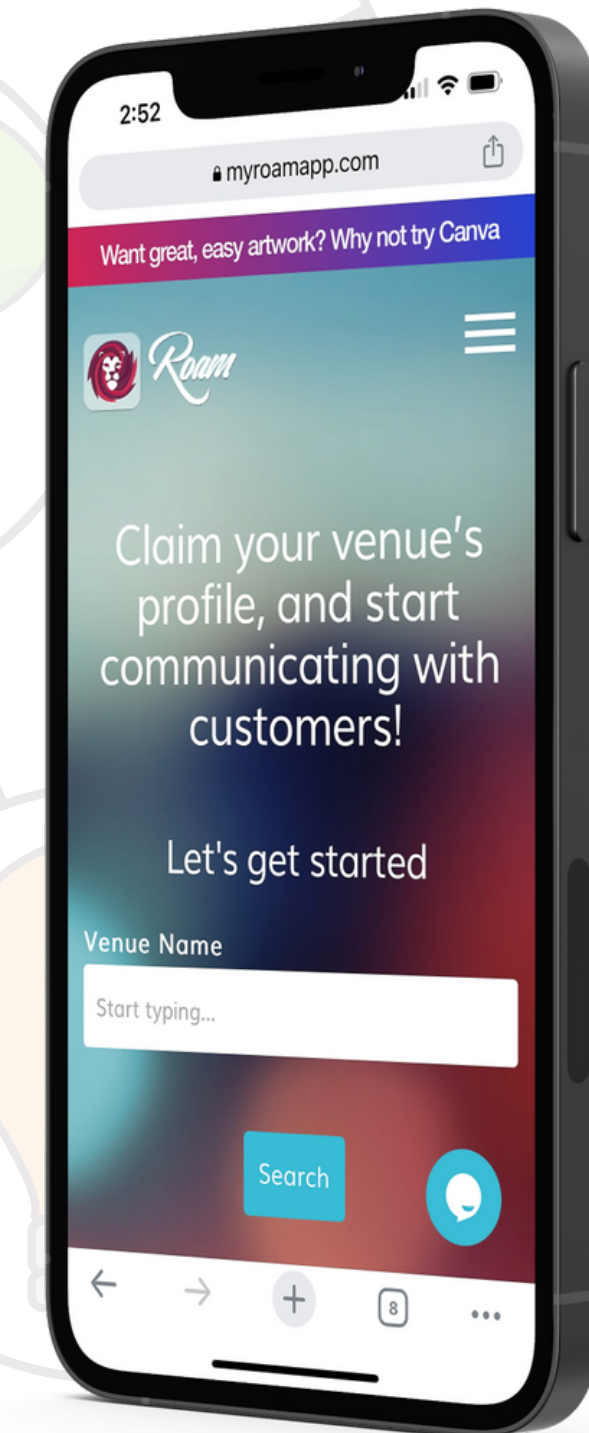 2:52
myroamapp.com
Want great, easy artwork? Why not try Canva
Roam
Claim your venue's
profile, and start
communicating with
customers!
Let's get started
Venue Name
Start typing...
Search
8